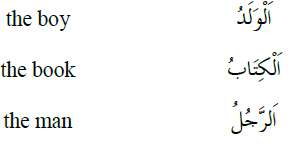 the boy اَلْوَلَدُ
the book اَلْكِتَابُ
the man اَلرَّجُلُ